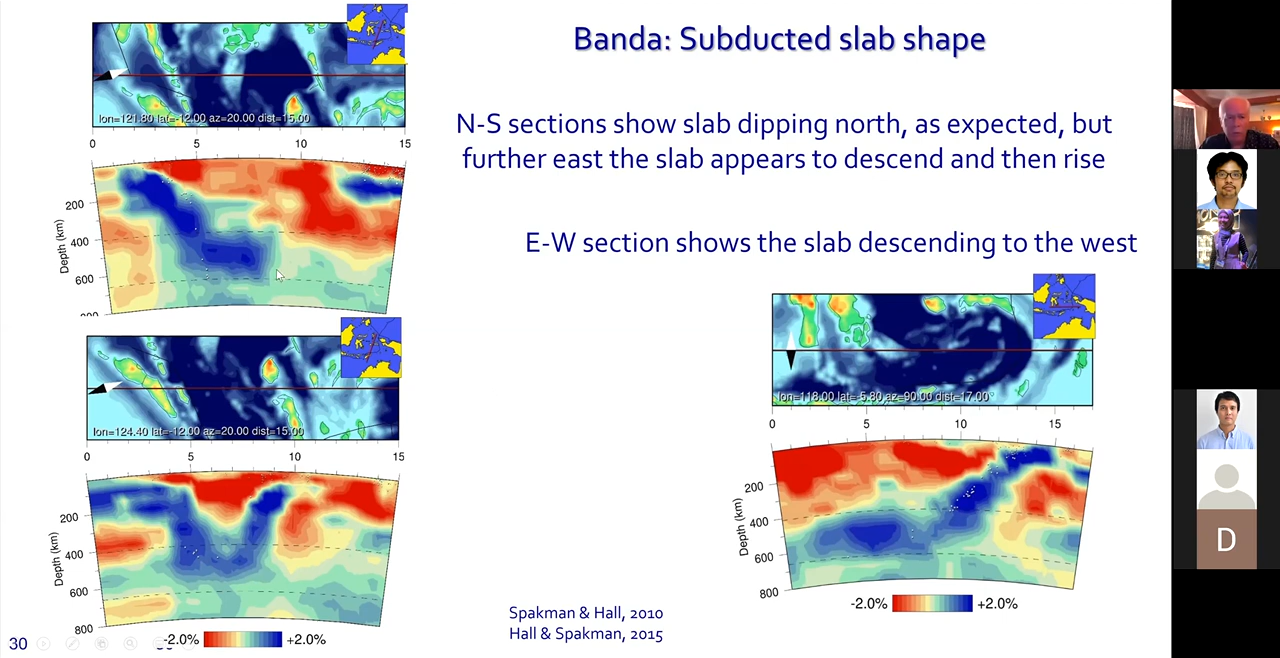 Banda: Subducted slab shape
N-S sections show slab dipping north, as expected, but
further east the slab appears to descend and then rise
E-W section shows the slab descending to the west
lon=121.80 lat=-12.00 az=20.00 dist=15.00
0 5 10 15
200
400
600
800
Depth (km)
lon=124.40 lat=-12.00 az=20.00 dist=15.00
0 5 10 15
200
400
600
800
Depth (km)
-2.0% +2.0%
lon=118.00 lat=-5.80 az=90.00 dist=17.00
0 5 10 15
200
400
600
800
Depth (km)
-2.0% +2.0%
Spakman & Hall, 2010
Hall & Spakman, 2015
30
D